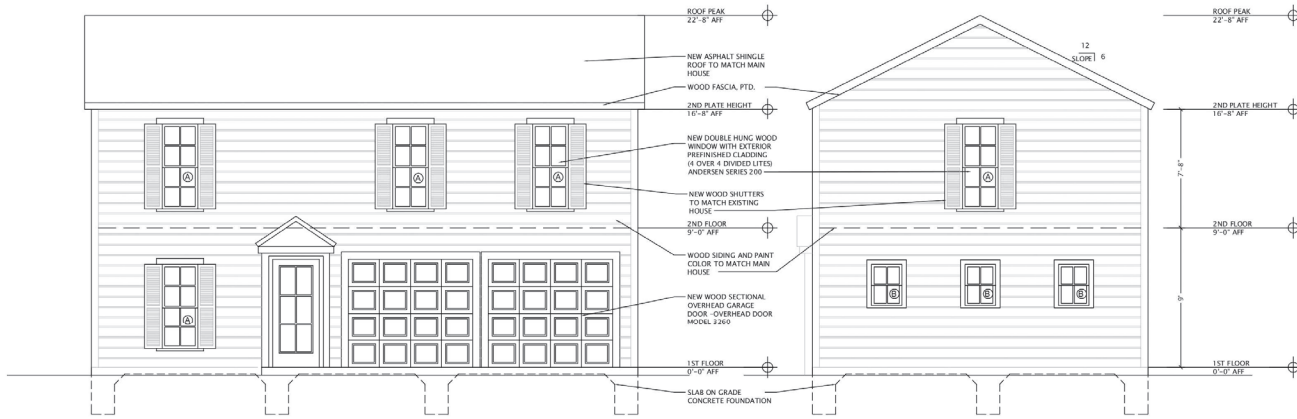 ROOF PEAK
22'-8" AFF
NEW ASPHALT SHINGLE
ROOF TO MATCH MAIN
HOUSE
WOOD FASCIA, PTD.
2ND PLATE HEIGHT
16'-8" AFF
NEW DOUBLE HUNG WOOD
WINDOW WITH EXTERIOR
PREFINISHED CLADDING
(4 OVER 4 DIVIDED LITES)
ANDERSEN SERIES 200
NEW WOOD SHUTTERS
TO MATCH EXISTING
HOUSE
2ND FLOOR
9'-0" AFF
WOOD SIDING AND PAINT
COLOR TO MATCH MAIN
HOUSE
NEW WOOD SECTIONAL
OVERHEAD GARAGE
DOOR -OVERHEAD DOOR
MODEL 3260
1ST FLOOR
0'-0" AFF
SLAB ON GRADE
CONCRETE FOUNDATION
A
A
A
A
12
SLOPE 6
A
B
B
B
7'-8"
9'
ROOF PEAK
22'-8" AFF
2ND PLATE HEIGHT
16'-8" AFF
2ND FLOOR
9'-0" AFF
1ST FLOOR
0'-0" AFF